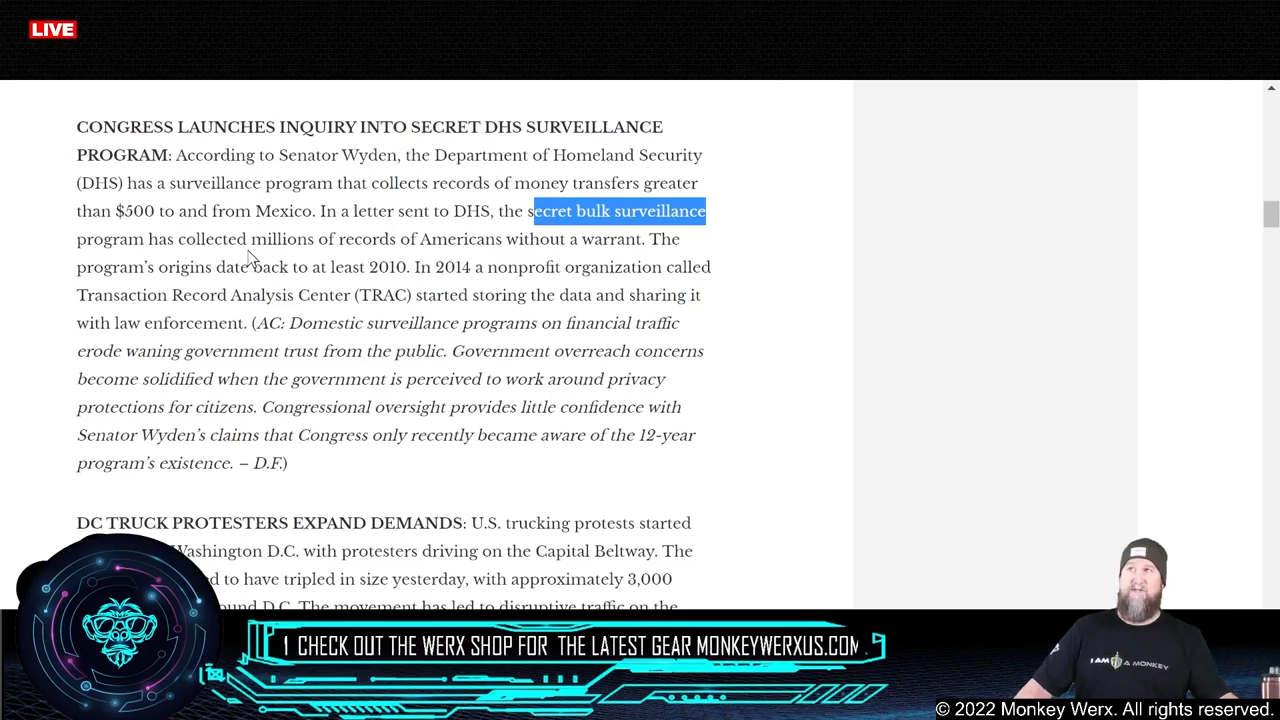 LIVE
CONGRESS LAUNCHES INQUIRY INTO SECRET DHS SURVEILLANCE
PROGRAM: According to Senator Wyden, the Department of Homeland Security
(DHS) has a surveillance program that collects records of money transfers greater
than $500 to and from Mexico. In a letter sent to DHS, the secret bulk surveillance
program has collected millions of records of Americans without a warrant. The
program's origins date back to at least 2010. In 2014 a nonprofit organization called
Transaction Record Analysis Center (TRAC) started storing the data and sharing it
with law enforcement. (AC: Domestic surveillance programs on financial traffic
erode waning government trust from the public. Government overreach concerns
become solidified when the government is perceived to work around privacy
protections for citizens. Congressional oversight provides little confidence with
Senator Wyden's claims that Congress only recently became aware of the 12-year
program's existence. – D.F.)
DC TRUCK PROTESTERS EXPAND DEMANDS: U.S. trucking protests started
Washington D.C. with protesters driving on the Capital Beltway. The
to have tripled in size yesterday, with approximately 3,000
D.C. The movement has led to disruptive traffic on the
CHECK OUT THE WERX SHOP FOR THE LATEST GEAR MONKEYWERXUS.COM
I AM A MONKEY
© 2022 Monkey Werx. All rights reserved.